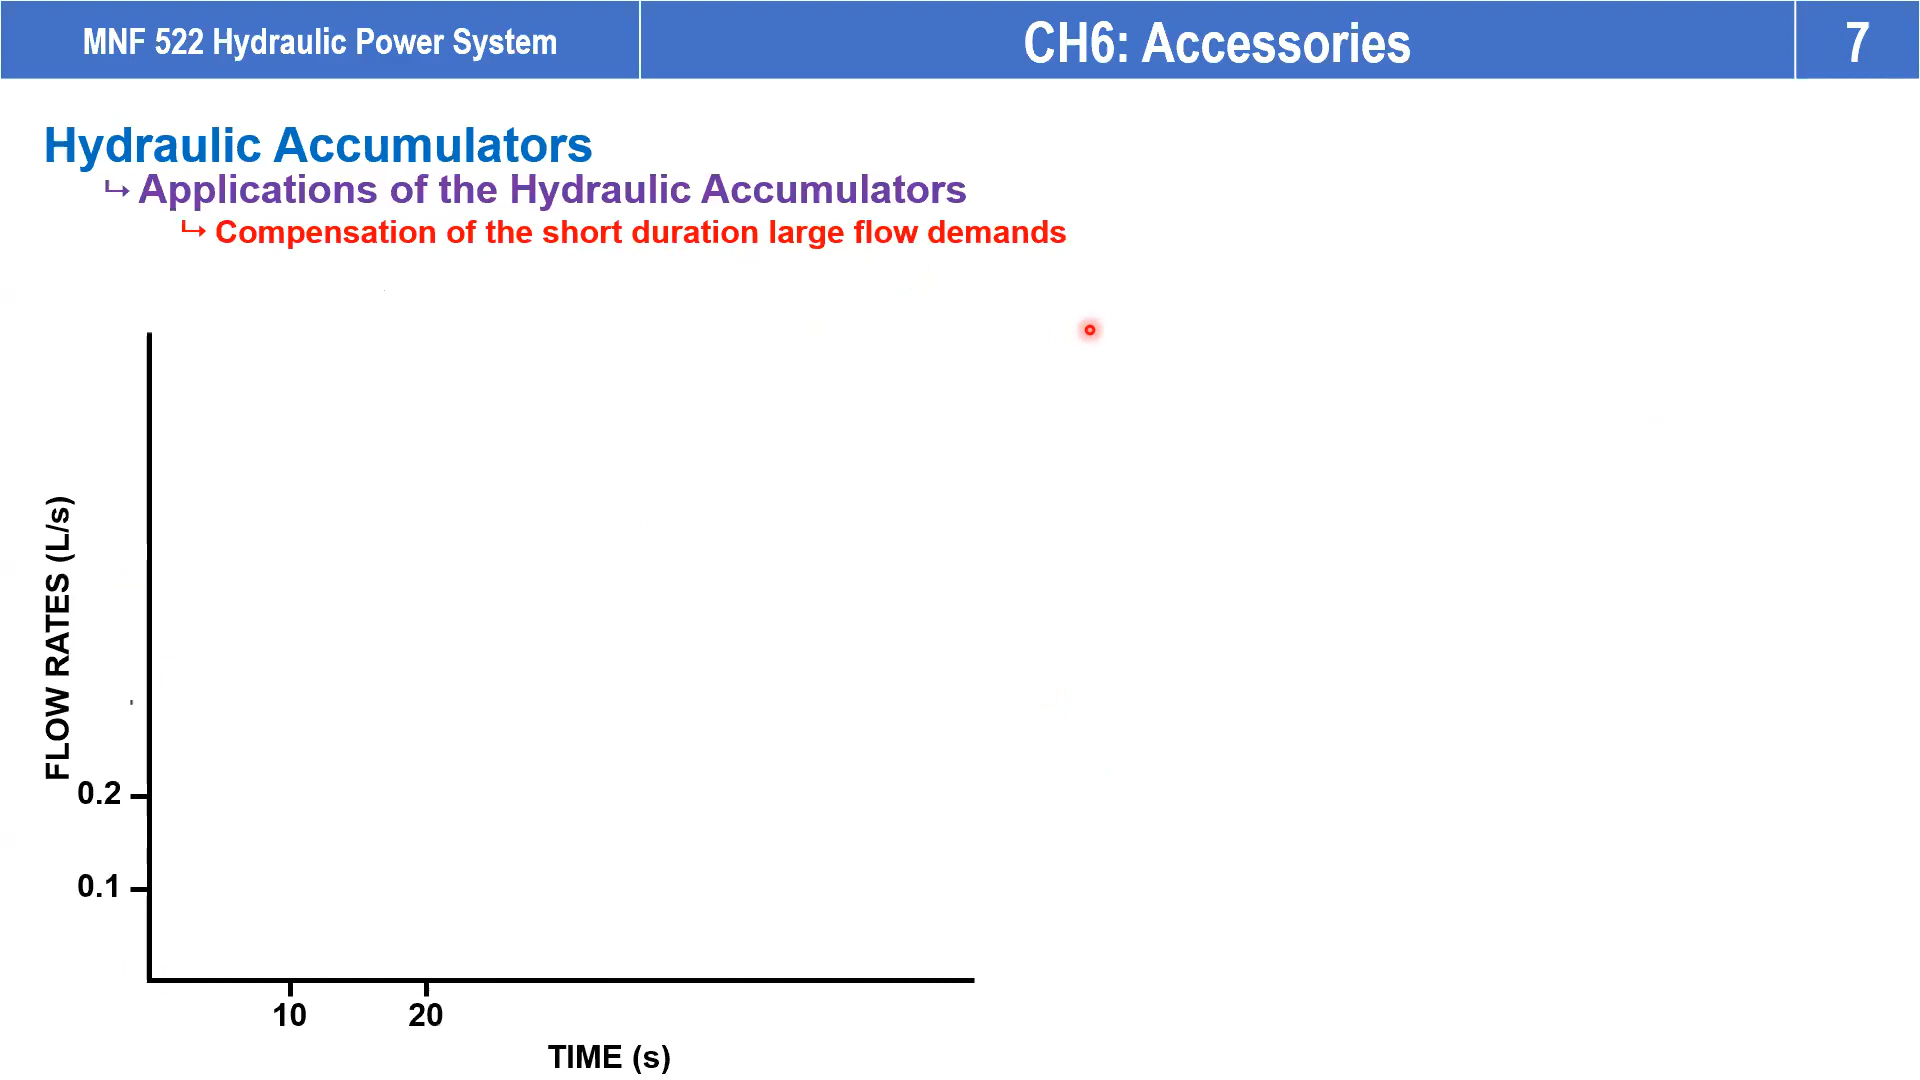 MNF 522 Hydraulic Power System
CH6: Accessories
7
Hydraulic Accumulators
↪ Applications of the Hydraulic Accumulators
↪ Compensation of the short duration large flow demands
FLOW RATES (L/s)
0.2
0.1
10
20
TIME (s)